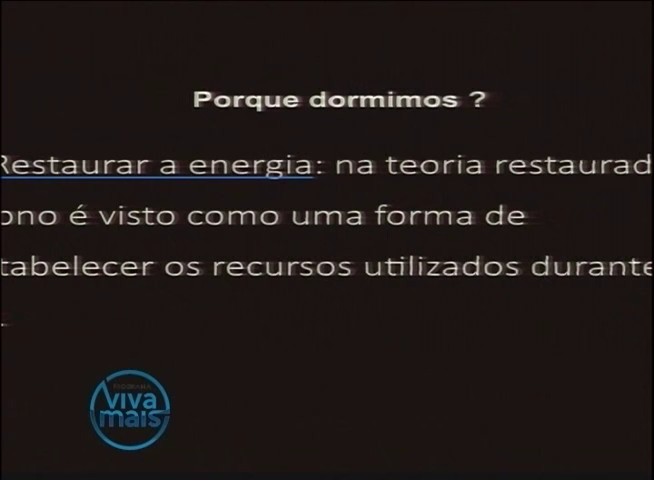 Porque dormimos ?
Restaurar a energia: na teoria restaurad
ono é visto como uma forma de
tabelecer os recursos utilizados durante
.
PROGRAMA
viva
mais